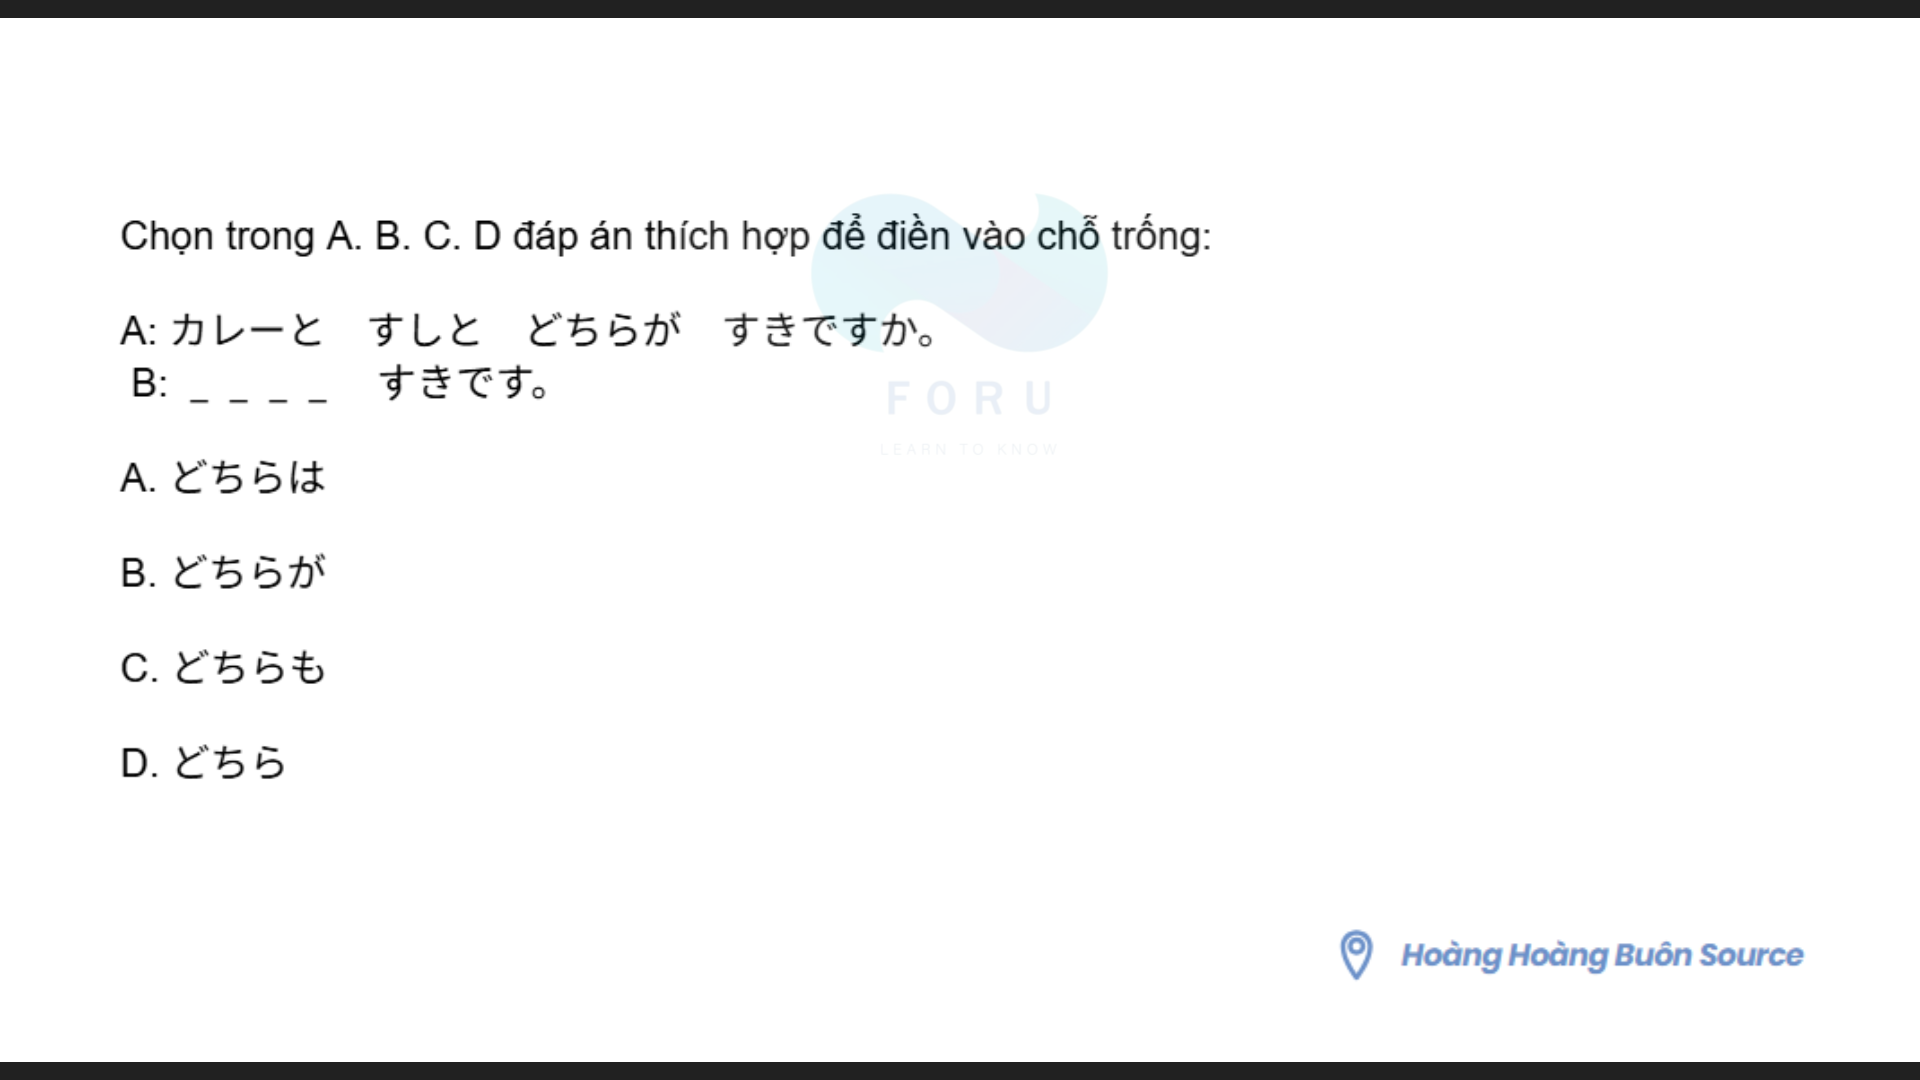 Chọn trong A. B. C. D đáp án thích hợp để điền vào chỗ trống:
A: カレーと　すしと　どちらが　すきですか。
B: _ _ _ _　すきです。
A. どちらは
B. どちらが
C. どちらも
D. どちら
FORU
LEARN TO KNOW
Hoàng Hoàng Buôn Source